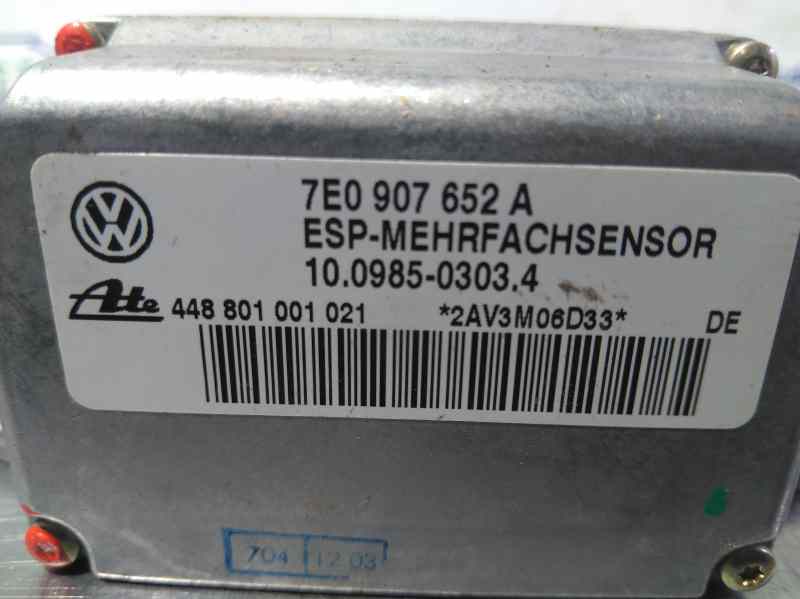 7E0 907 652 A
ESP-MEHRFACHSENSOR
10.0985-0303.4
Ate 448 801 001 021 *2AV3M06D33* DE
704 12 03